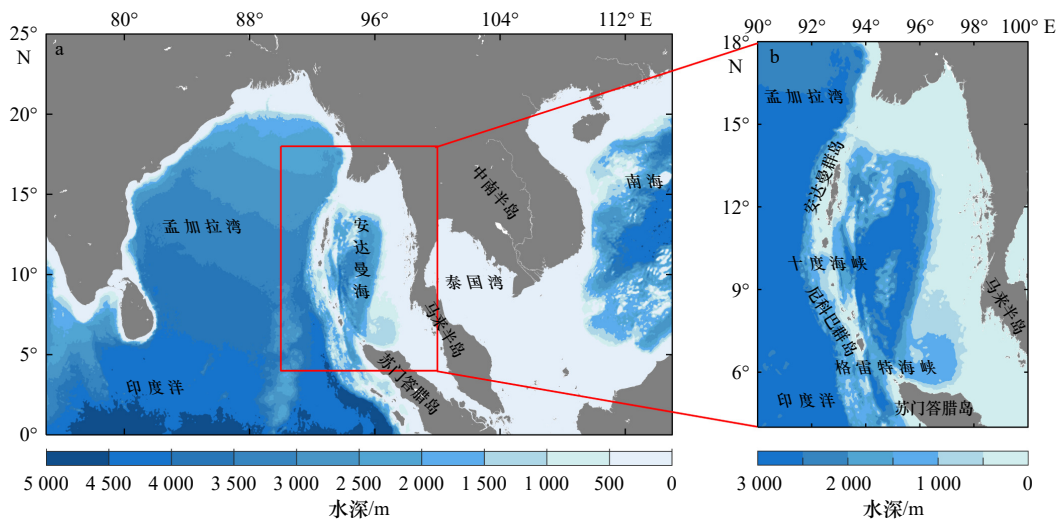 80°
88°
96°
104°
112° E
25°
N
a
20°
15°
10°
5°
0°
孟加拉湾
安达曼海
中南半岛
南海
泰国湾
马来半岛
苏门答腊岛
印度洋
5 000
4 500
4 000
3 500
3 000
2 500
2 000
1 500
1 000
500
0
水深/m
90°
92°
94°
96°
98°
100° E
18°
N
b
15°
12°
9°
6°
孟加拉湾
安达曼群岛
十度海峡
尼科巴群岛
马来半岛
格雷特海峡
印度洋
苏门答腊岛
3 000
2 000
1 000
0
水深/m